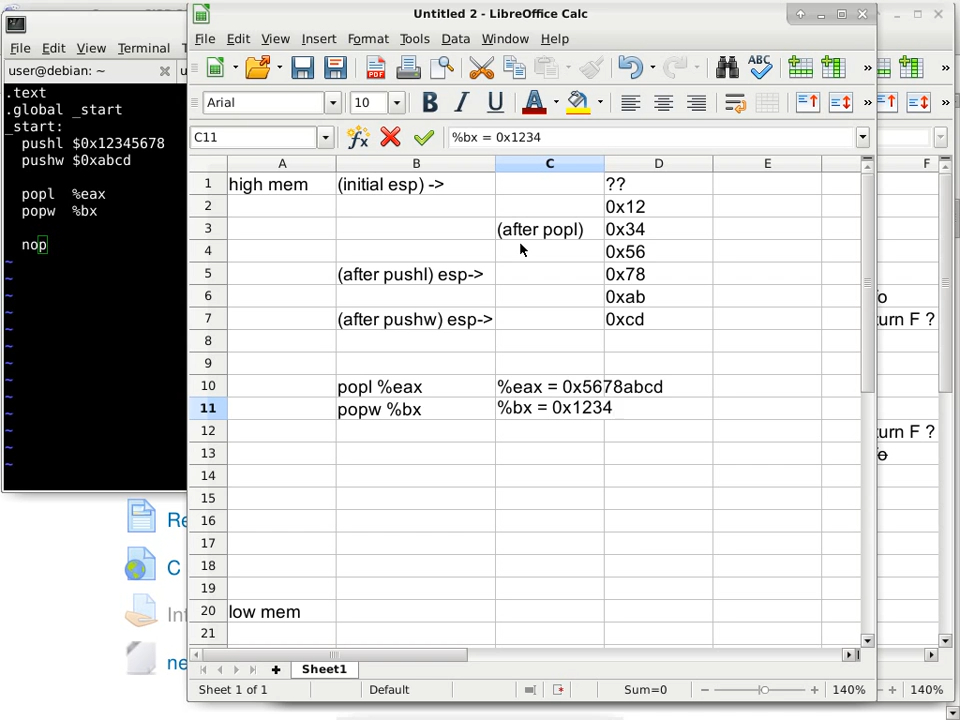 Untitled 2 - LibreOffice Calc
File Edit View Terminal T
File Edit View Insert Format Tools Data Window Help
user@debian: ~ u
.text
.global _start
_start:
pushl $0x12345678
pushw $0xabcd
popl %eax
popw %bx
nop
~
~
~
~
~
~
~
~
~
~
~
~
~
Arial 10 B I U A
C11 %bx = 0x1234
A B C D E
1 high mem (initial esp) -> ??
2 0x12
3 (after popl) 0x34
4 0x56
5 (after pushl) esp-> 0x78
6 0xab
7 (after pushw) esp-> 0xcd
8
9
10 popl %eax %eax = 0x5678abcd
11 popw %bx %bx = 0x1234
12
13
14
15
16
17
18
19
20 low mem
21
Sheet1
Sheet 1 of 1 Default Sum=0 140%
F
urn F ?
urn F ?
140%
Re
C
Inf
ne